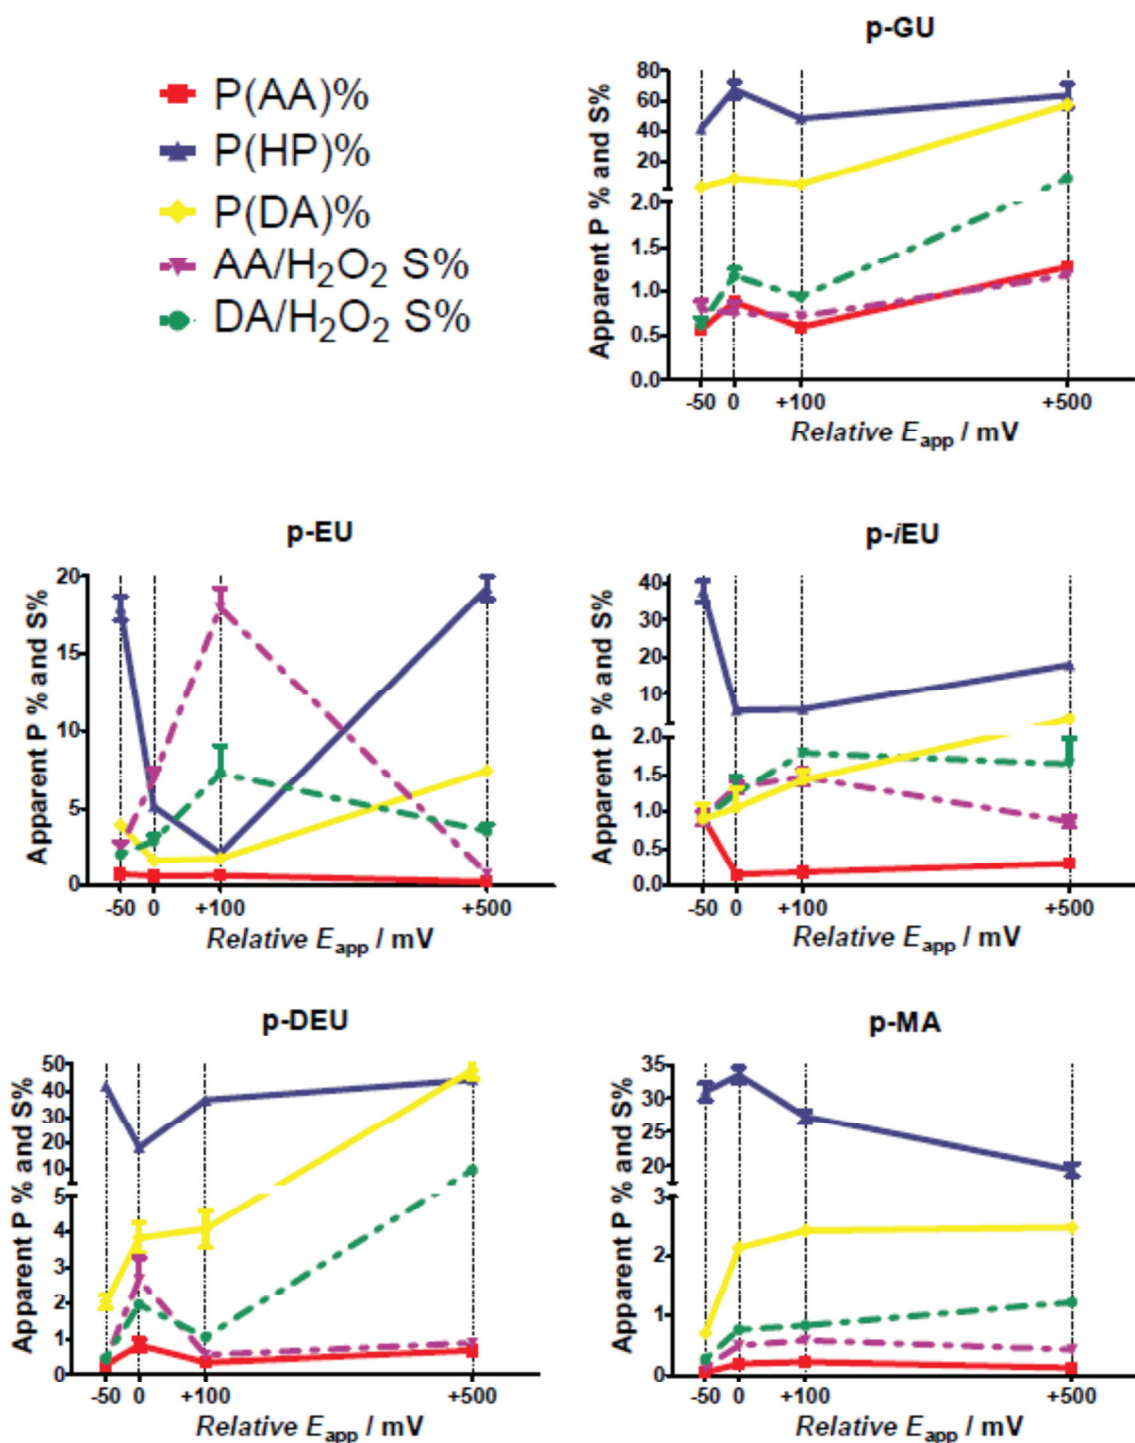 P(AA)%
P(HP)%
P(DA)%
AA/H₂O₂ S%
DA/H₂O₂ S%
p-GU
Apparent P % and S%
80
60
40
20
2.0
1.5
1.0
0.5
0.0
-50 0 +100 +500
Relative Eapp / mV
p-EU
Apparent P % and S%
20
15
10
5
0
-50 0 +100 +500
Relative Eapp / mV
p-iEU
Apparent P % and S%
40
30
20
10
2.0
1.5
1.0
0.5
0.0
-50 0 +100 +500
Relative Eapp / mV
p-DEU
Apparent P % and S%
50
40
30
20
10
5
4
3
2
1
0
-50 0 +100 +500
Relative Eapp / mV
p-MA
Apparent P % and S%
35
30
25
20
3
2
1
0
-50 0 +100 +500
Relative Eapp / mV